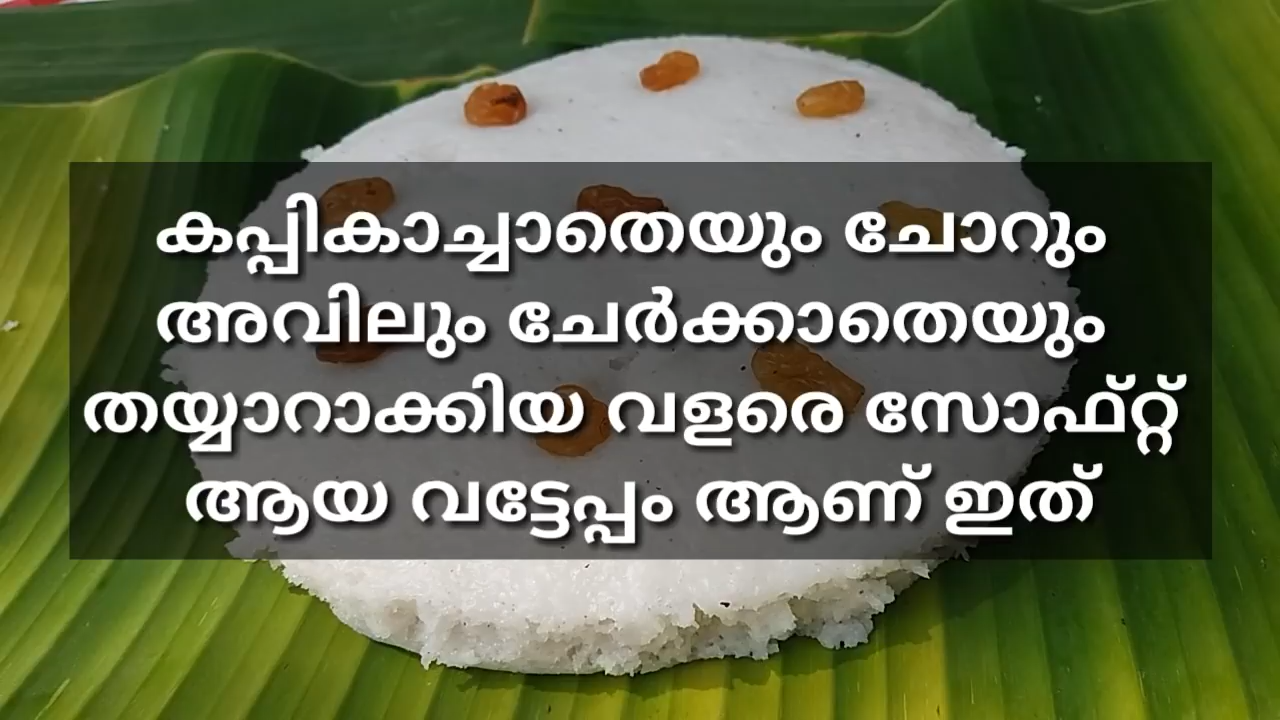 കപ്പികാച്ചാതെയും ചോറും
അവിലും ചേർക്കാതെയും
തയ്യാറാക്കിയ വളരെ സോഫ്റ്റ്
ആയ വട്ടേപ്പം ആണ് ഇത്